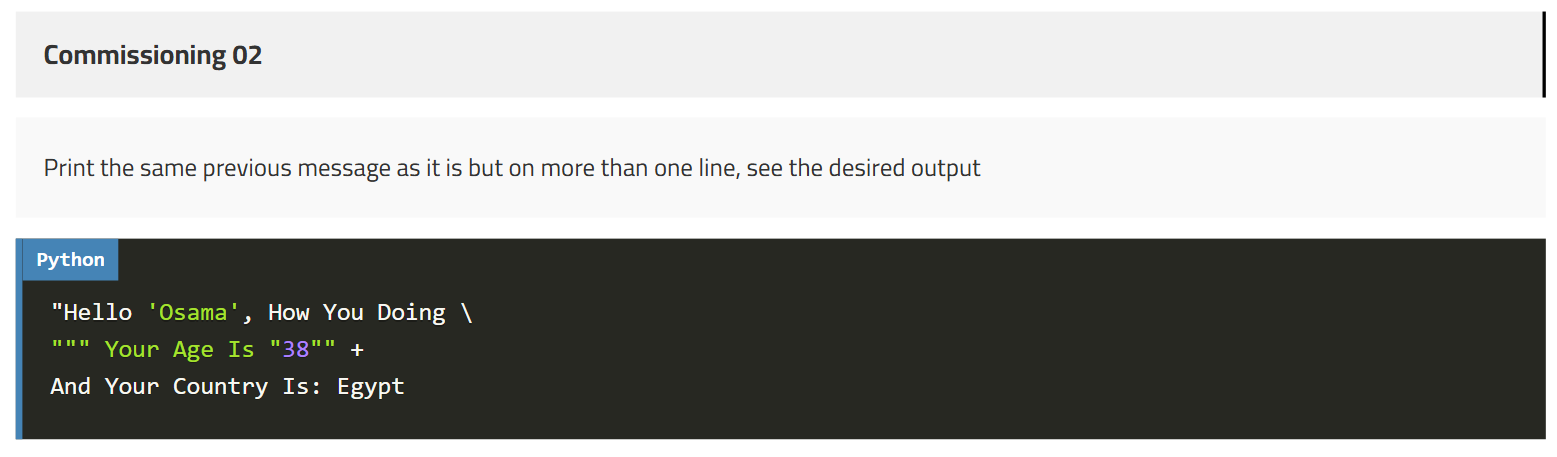 Commissioning 02
Print the same previous message as it is but on more than one line, see the desired output
Python
"Hello 'Osama', How You Doing \
""" Your Age Is "38"" +
And Your Country Is: Egypt